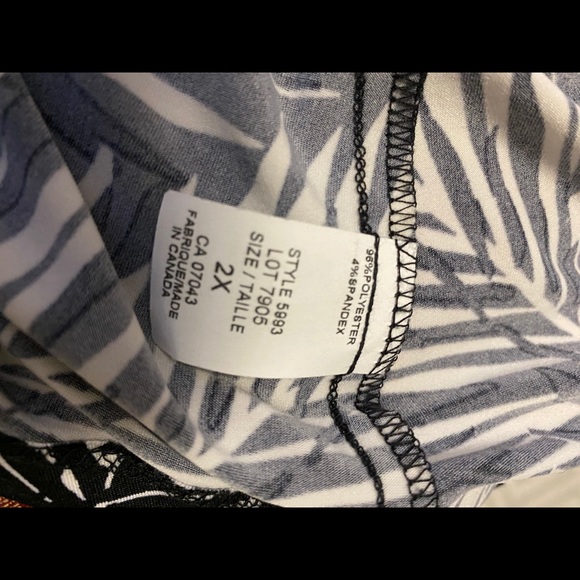 96%POLYESTER
4%SPANDEX
STYLE 5993
LOT 7905
SIZE / TAILLE
2X
CA 07043
FABRIQUE/MADE
IN CANADA